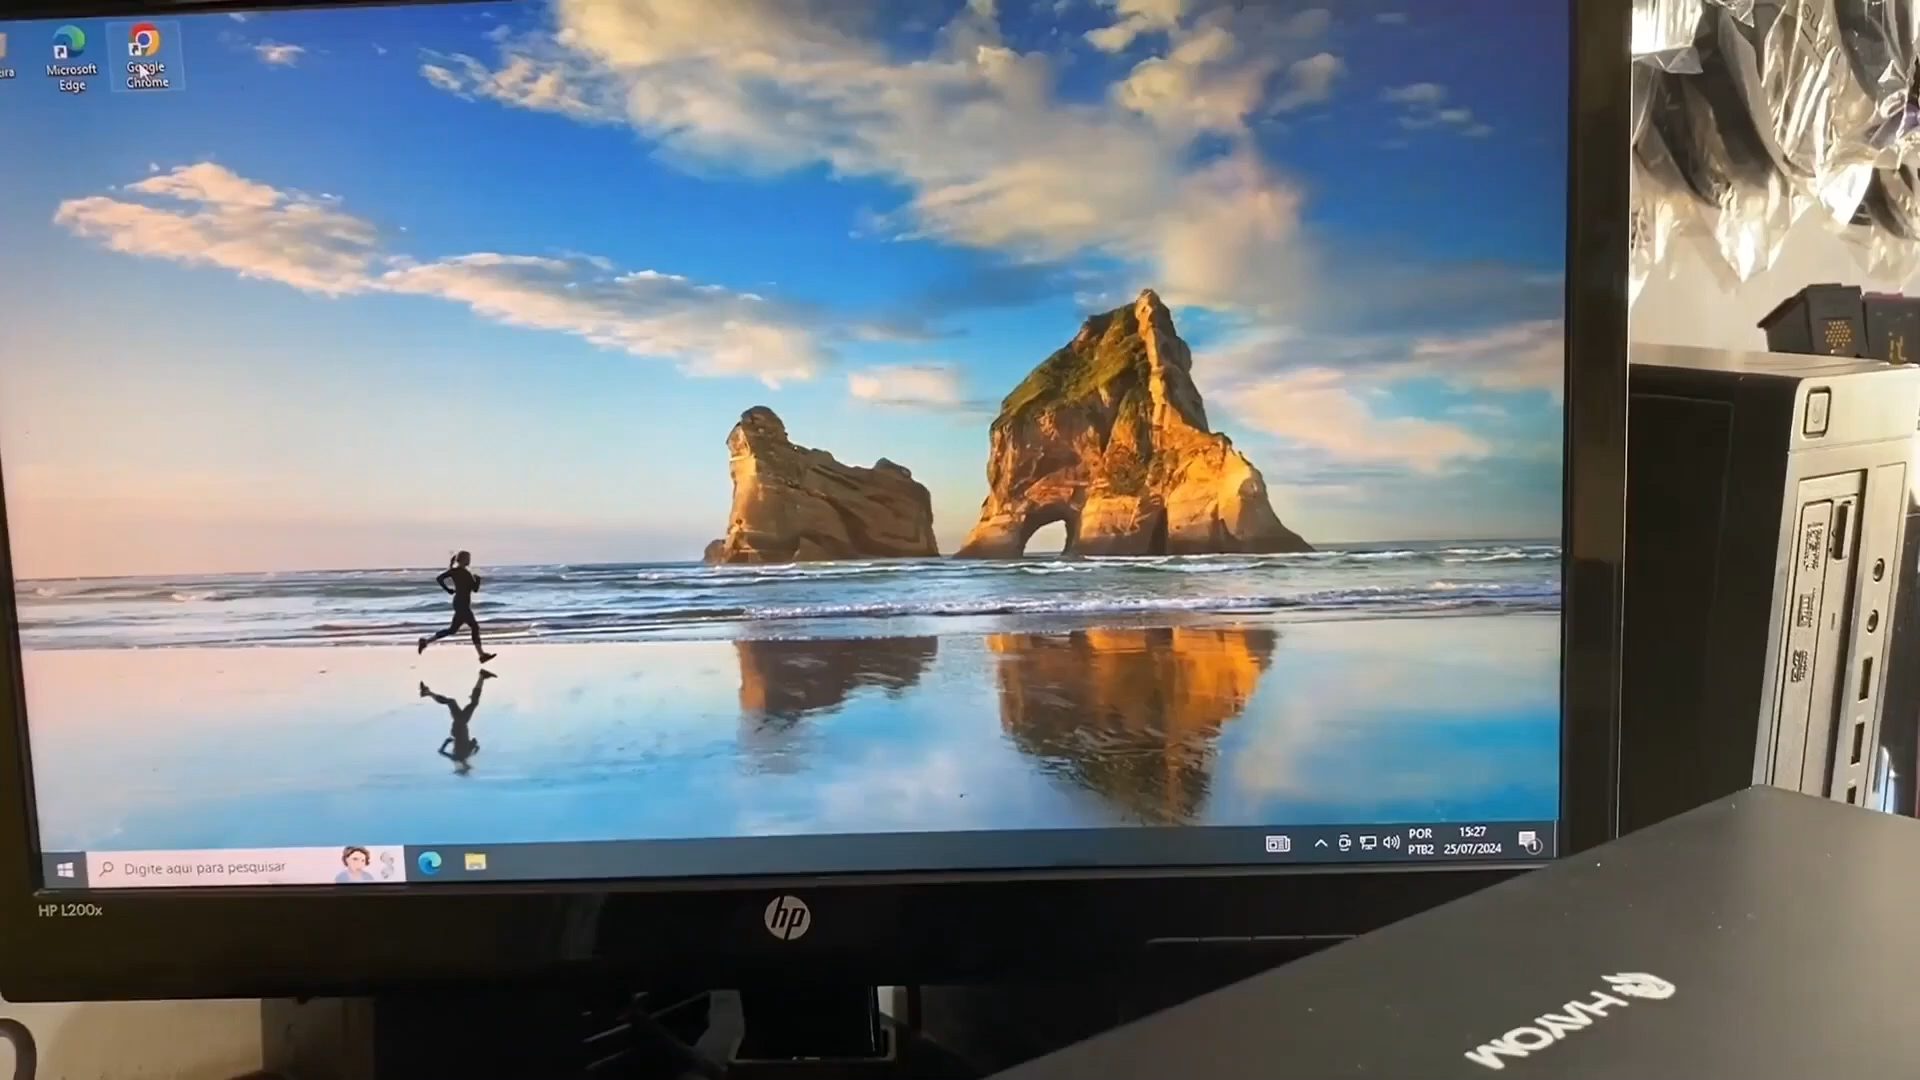 Microsoft
Edge
Google
Chrome
Digite aqui para pesquisar
POR
PTB2
15:27
25/07/2024
1
HP L200x
hp
HAYOM